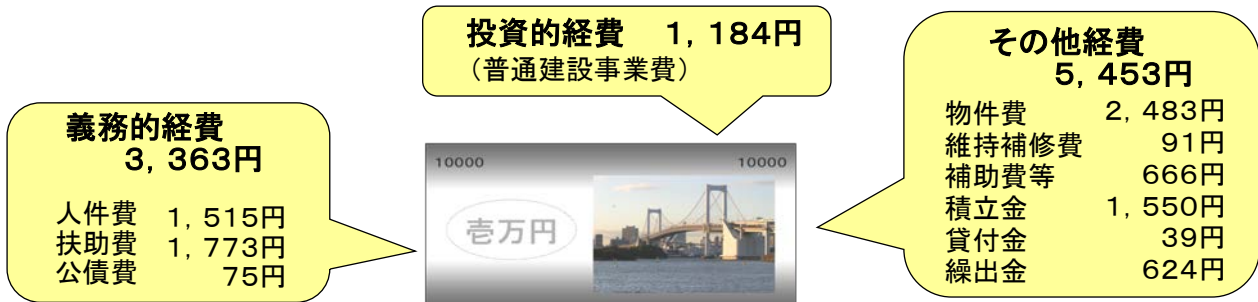 投資的経費 1,184円
(普通建設事業費)
その他経費
5,453円
物件費 2,483円
維持補修費 91円
補助費等 666円
積立金 1,550円
貸付金 39円
繰出金 624円
義務的経費
3,363円
人件費 1,515円
扶助費 1,773円
公債費 75円
10000 10000
壱万円